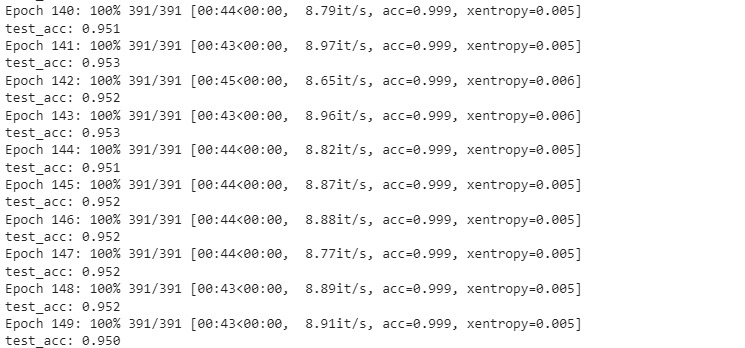 Epoch 140: 100% 391/391 [00:44<00:00,  8.79it/s, acc=0.999, xentropy=0.005]
test_acc: 0.951
Epoch 141: 100% 391/391 [00:43<00:00,  8.97it/s, acc=0.999, xentropy=0.005]
test_acc: 0.953
Epoch 142: 100% 391/391 [00:45<00:00,  8.65it/s, acc=0.999, xentropy=0.006]
test_acc: 0.952
Epoch 143: 100% 391/391 [00:43<00:00,  8.96it/s, acc=0.999, xentropy=0.006]
test_acc: 0.953
Epoch 144: 100% 391/391 [00:44<00:00,  8.82it/s, acc=0.999, xentropy=0.005]
test_acc: 0.951
Epoch 145: 100% 391/391 [00:44<00:00,  8.87it/s, acc=0.999, xentropy=0.005]
test_acc: 0.952
Epoch 146: 100% 391/391 [00:44<00:00,  8.88it/s, acc=0.999, xentropy=0.005]
test_acc: 0.952
Epoch 147: 100% 391/391 [00:44<00:00,  8.77it/s, acc=0.999, xentropy=0.005]
test_acc: 0.952
Epoch 148: 100% 391/391 [00:43<00:00,  8.89it/s, acc=0.999, xentropy=0.005]
test_acc: 0.952
Epoch 149: 100% 391/391 [00:43<00:00,  8.91it/s, acc=0.999, xentropy=0.005]
test_acc: 0.950